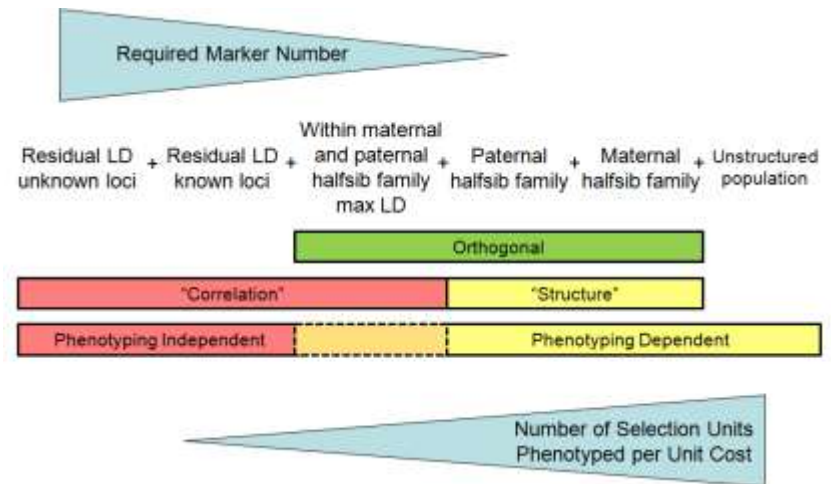 Required Marker Number
Residual LD
unknown loci
+
Residual LD
known loci
+
Within maternal
and paternal
halfsib family
max LD
+
Paternal
halfsib family
+
Maternal
halfsib family
+
Unstructured
population
Orthogonal
"Correlation"
"Structure"
Phenotyping Independent
Phenotyping Dependent
Number of Selection Units
Phenotyped per Unit Cost